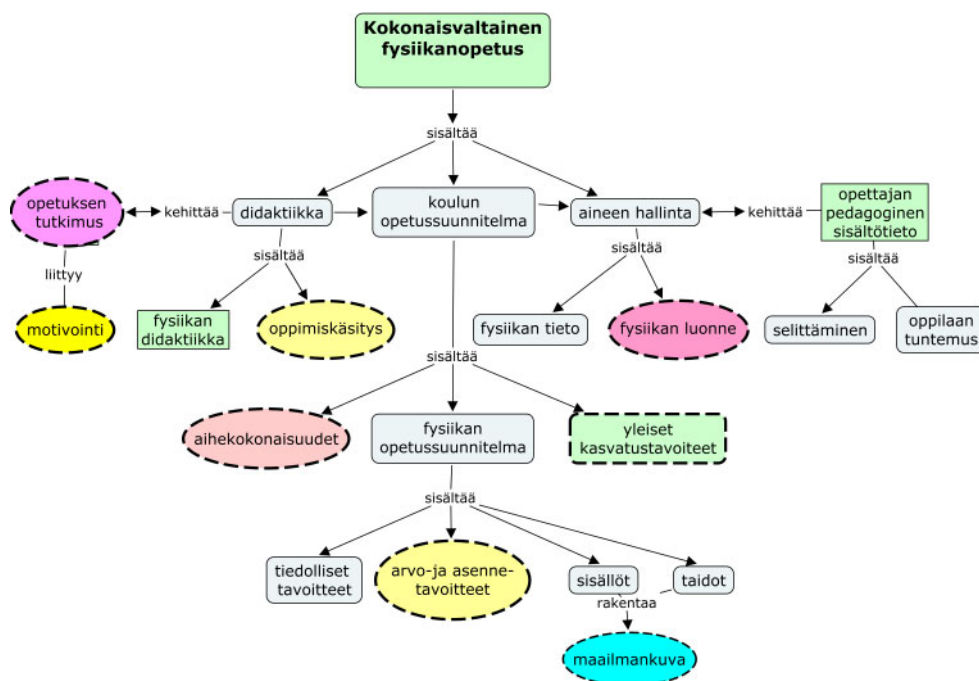 Kokonaisvaltainen
fysiikanopetus
sisältää
opetuksen
tutkimus
kehittää
didaktiikka
koulun
opetussuunnitelma
aineen hallinta
kehittää
opettajan
pedagoginen
sisältötieto
liittyy
sisältää
sisältää
sisältää
motivointi
fysiikan
didaktiikka
oppimiskäsitys
fysiikan tieto
fysiikan luonne
selittäminen
oppilaan
tuntemus
sisältää
aihekokonaisuudet
fysiikan
opetussuunnitelma
yleiset
kasvatustavoiteet
sisältää
tiedolliset
tavoitteet
arvo-ja asenne-
tavoitteet
sisällöt
taidot
rakentaa
maailmankuva